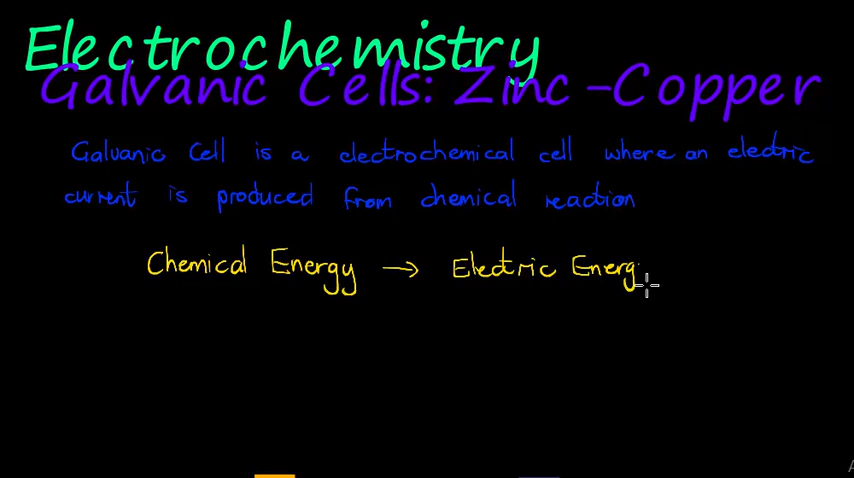 Electrochemistry
Galvanic Cells: Zinc-Copper
Galvanic Cell is a electrochemical cell where an electric
current is produced from chemical reaction
Chemical Energy → Electric Energ